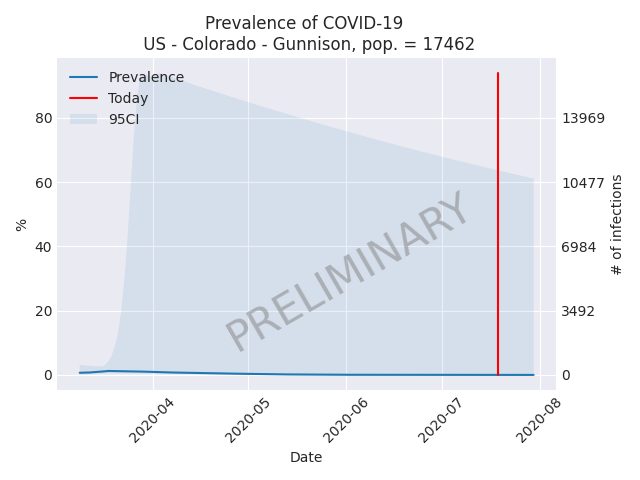 Prevalence of COVID-19
US - Colorado - Gunnison, pop. = 17462
Prevalence
Today
95CI
80
60
40
20
0
%
13969
10477
6984
3492
0
# of infections
PRELIMINARY
2020-04
2020-05
2020-06
2020-07
2020-08
Date